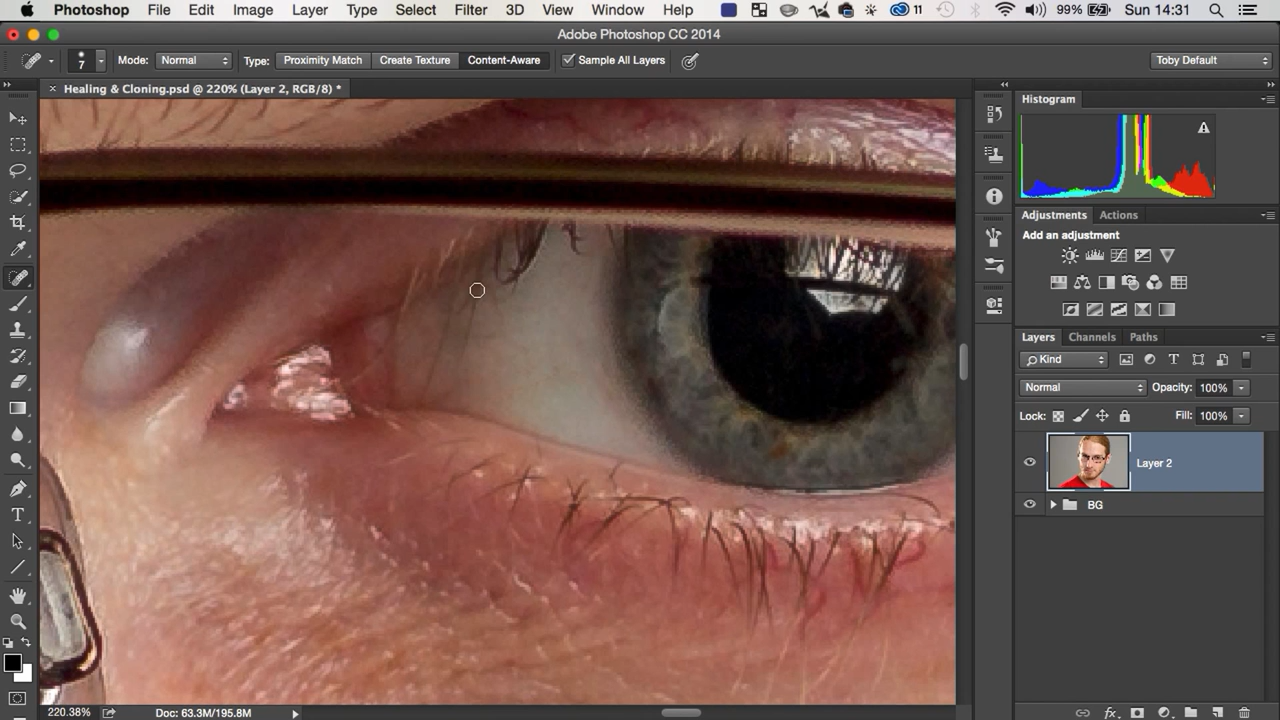 Photoshop File Edit Image Layer Type Select Filter 3D View Window Help 11 99% Sun 14:31
Adobe Photoshop CC 2014
7 Mode: Normal Type: Proximity Match Create Texture Content-Aware Sample All Layers Toby Default
× Healing & Cloning.psd @ 220% (Layer 2, RGB/8) *
Histogram
Adjustments Actions
Add an adjustment
Layers Channels Paths
Kind T
Normal Opacity: 100%
Lock: Fill: 100%
Layer 2
BG
T
fx
220.38% Doc: 63.3M/195.8M